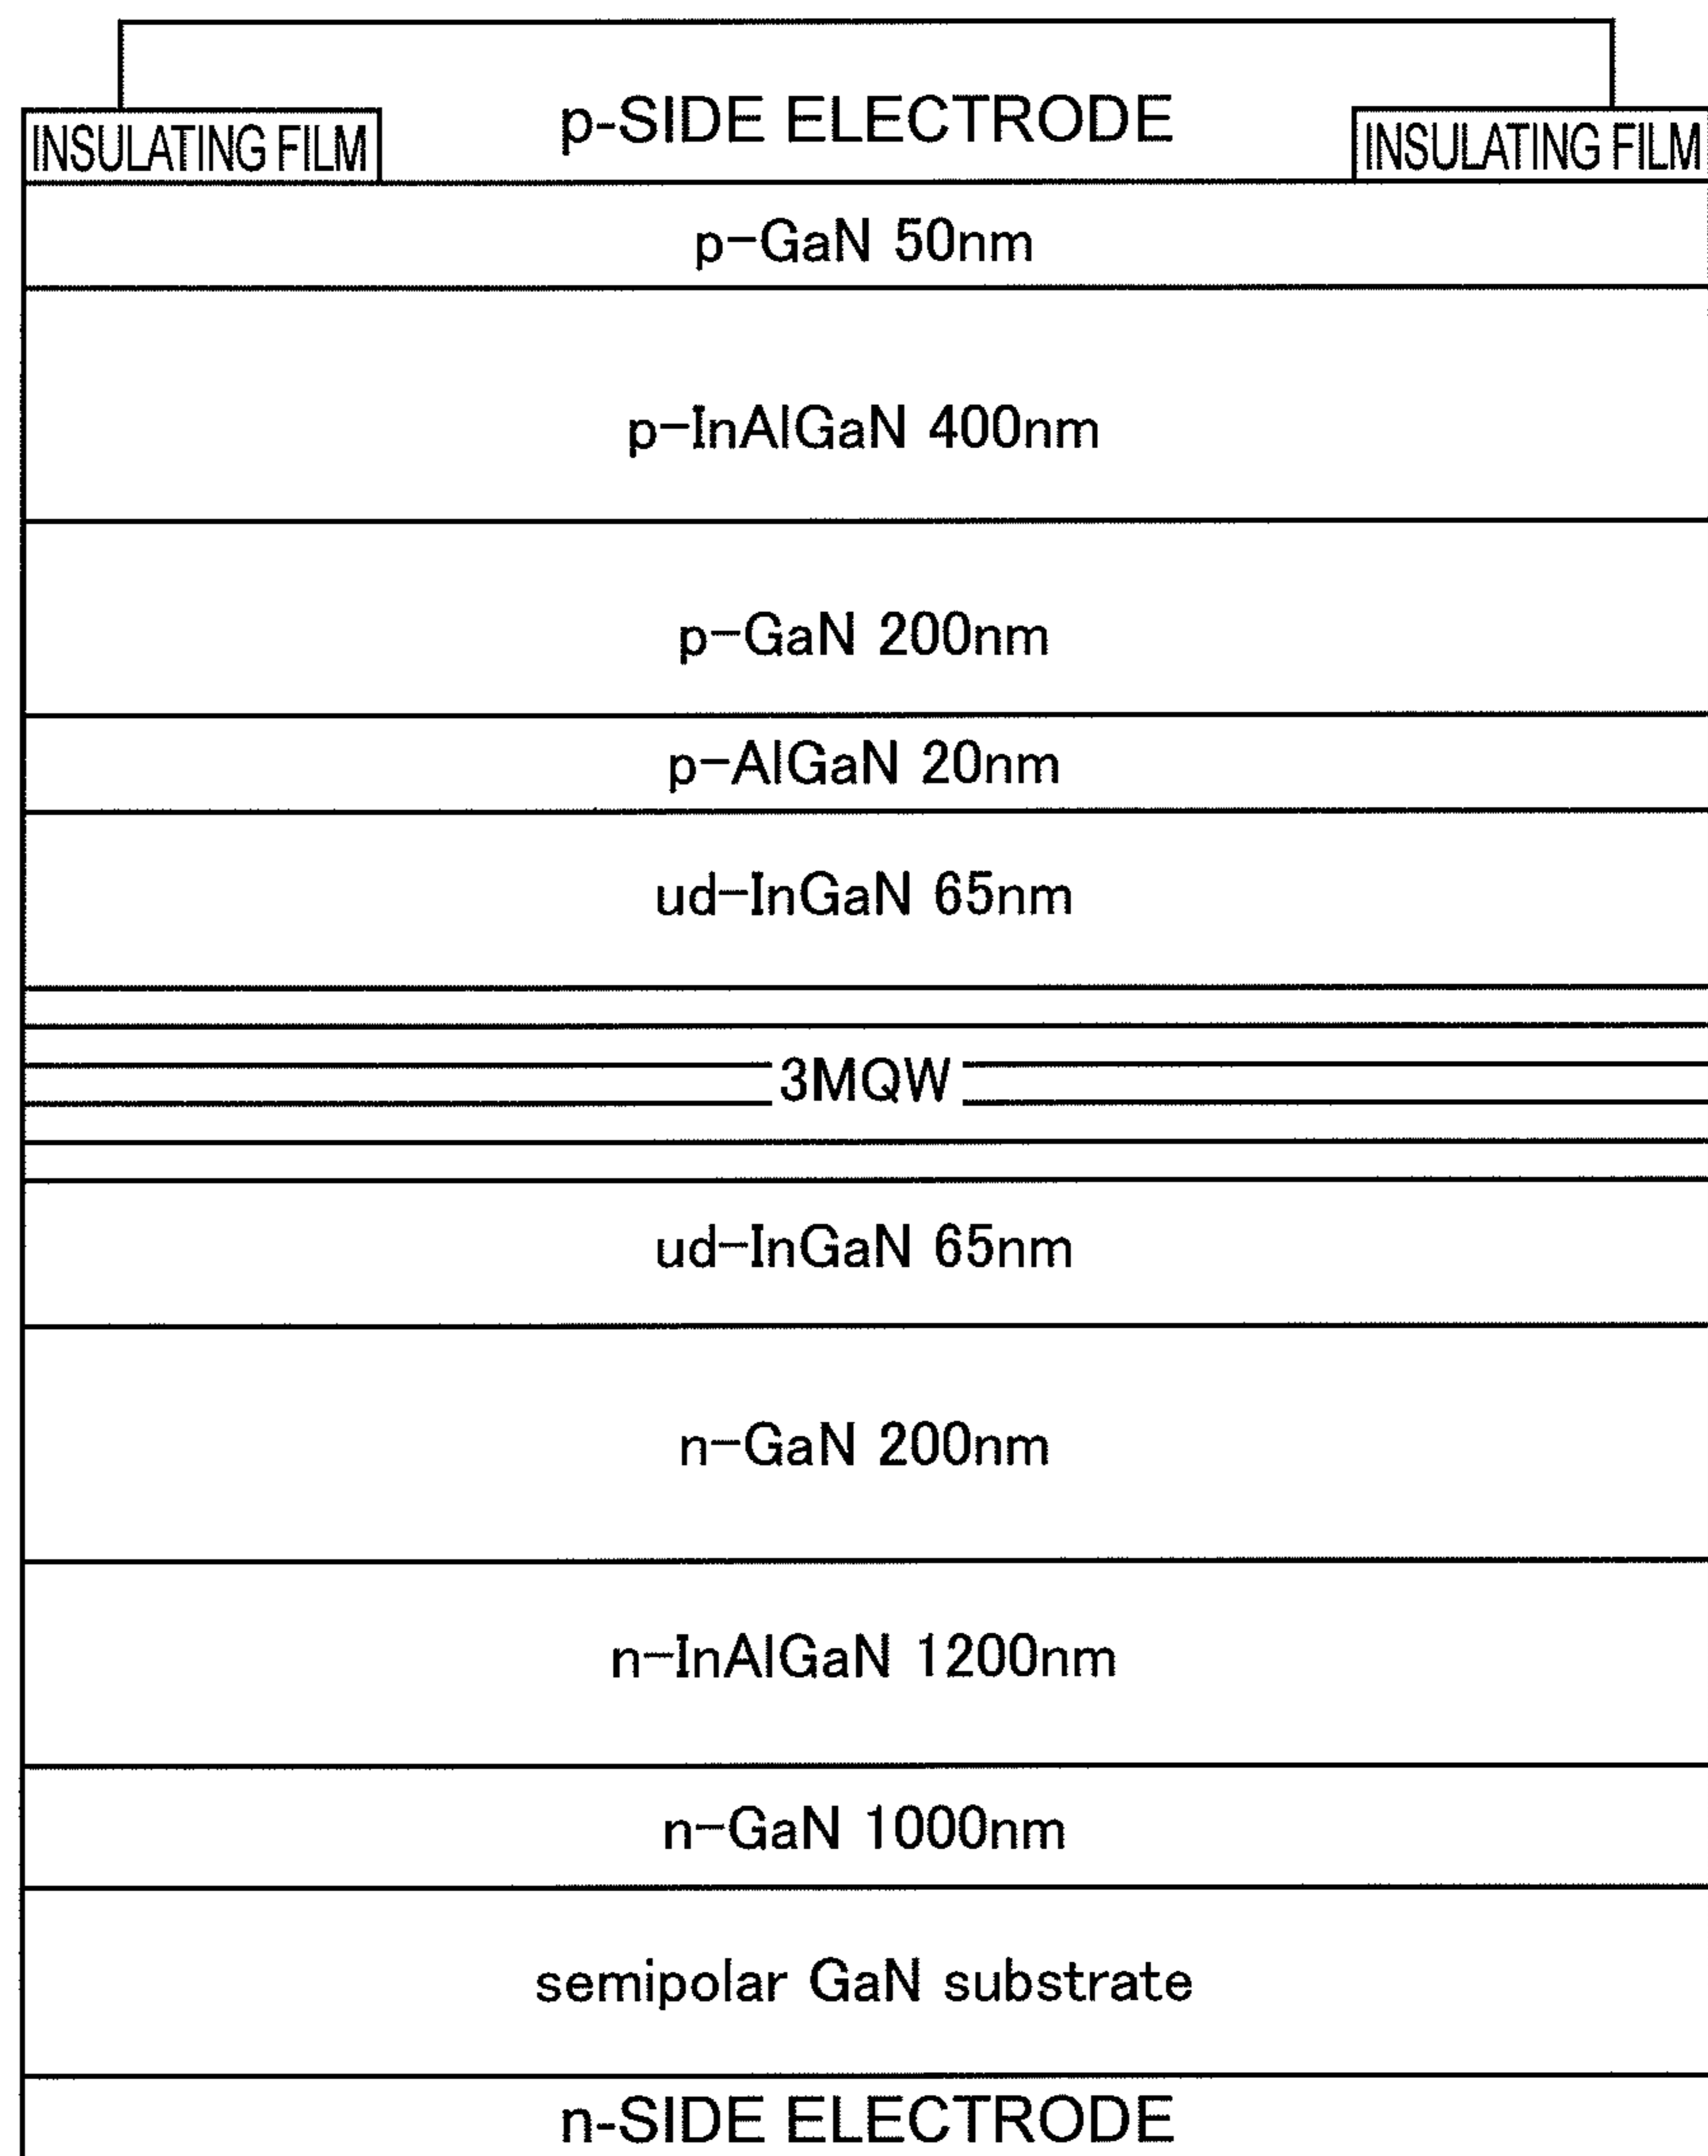 p-SIDE ELECTRODE
INSULATING FILM
INSULATING FILM
p-GaN 50nm
p-InAlGaN 400nm
p-GaN 200nm
p-AlGaN 20nm
ud-InGaN 65nm
3MQW
ud-InGaN 65nm
n-GaN 200nm
n-InAlGaN 1200nm
n-GaN 1000nm
semipolar GaN substrate
n-SIDE ELECTRODE